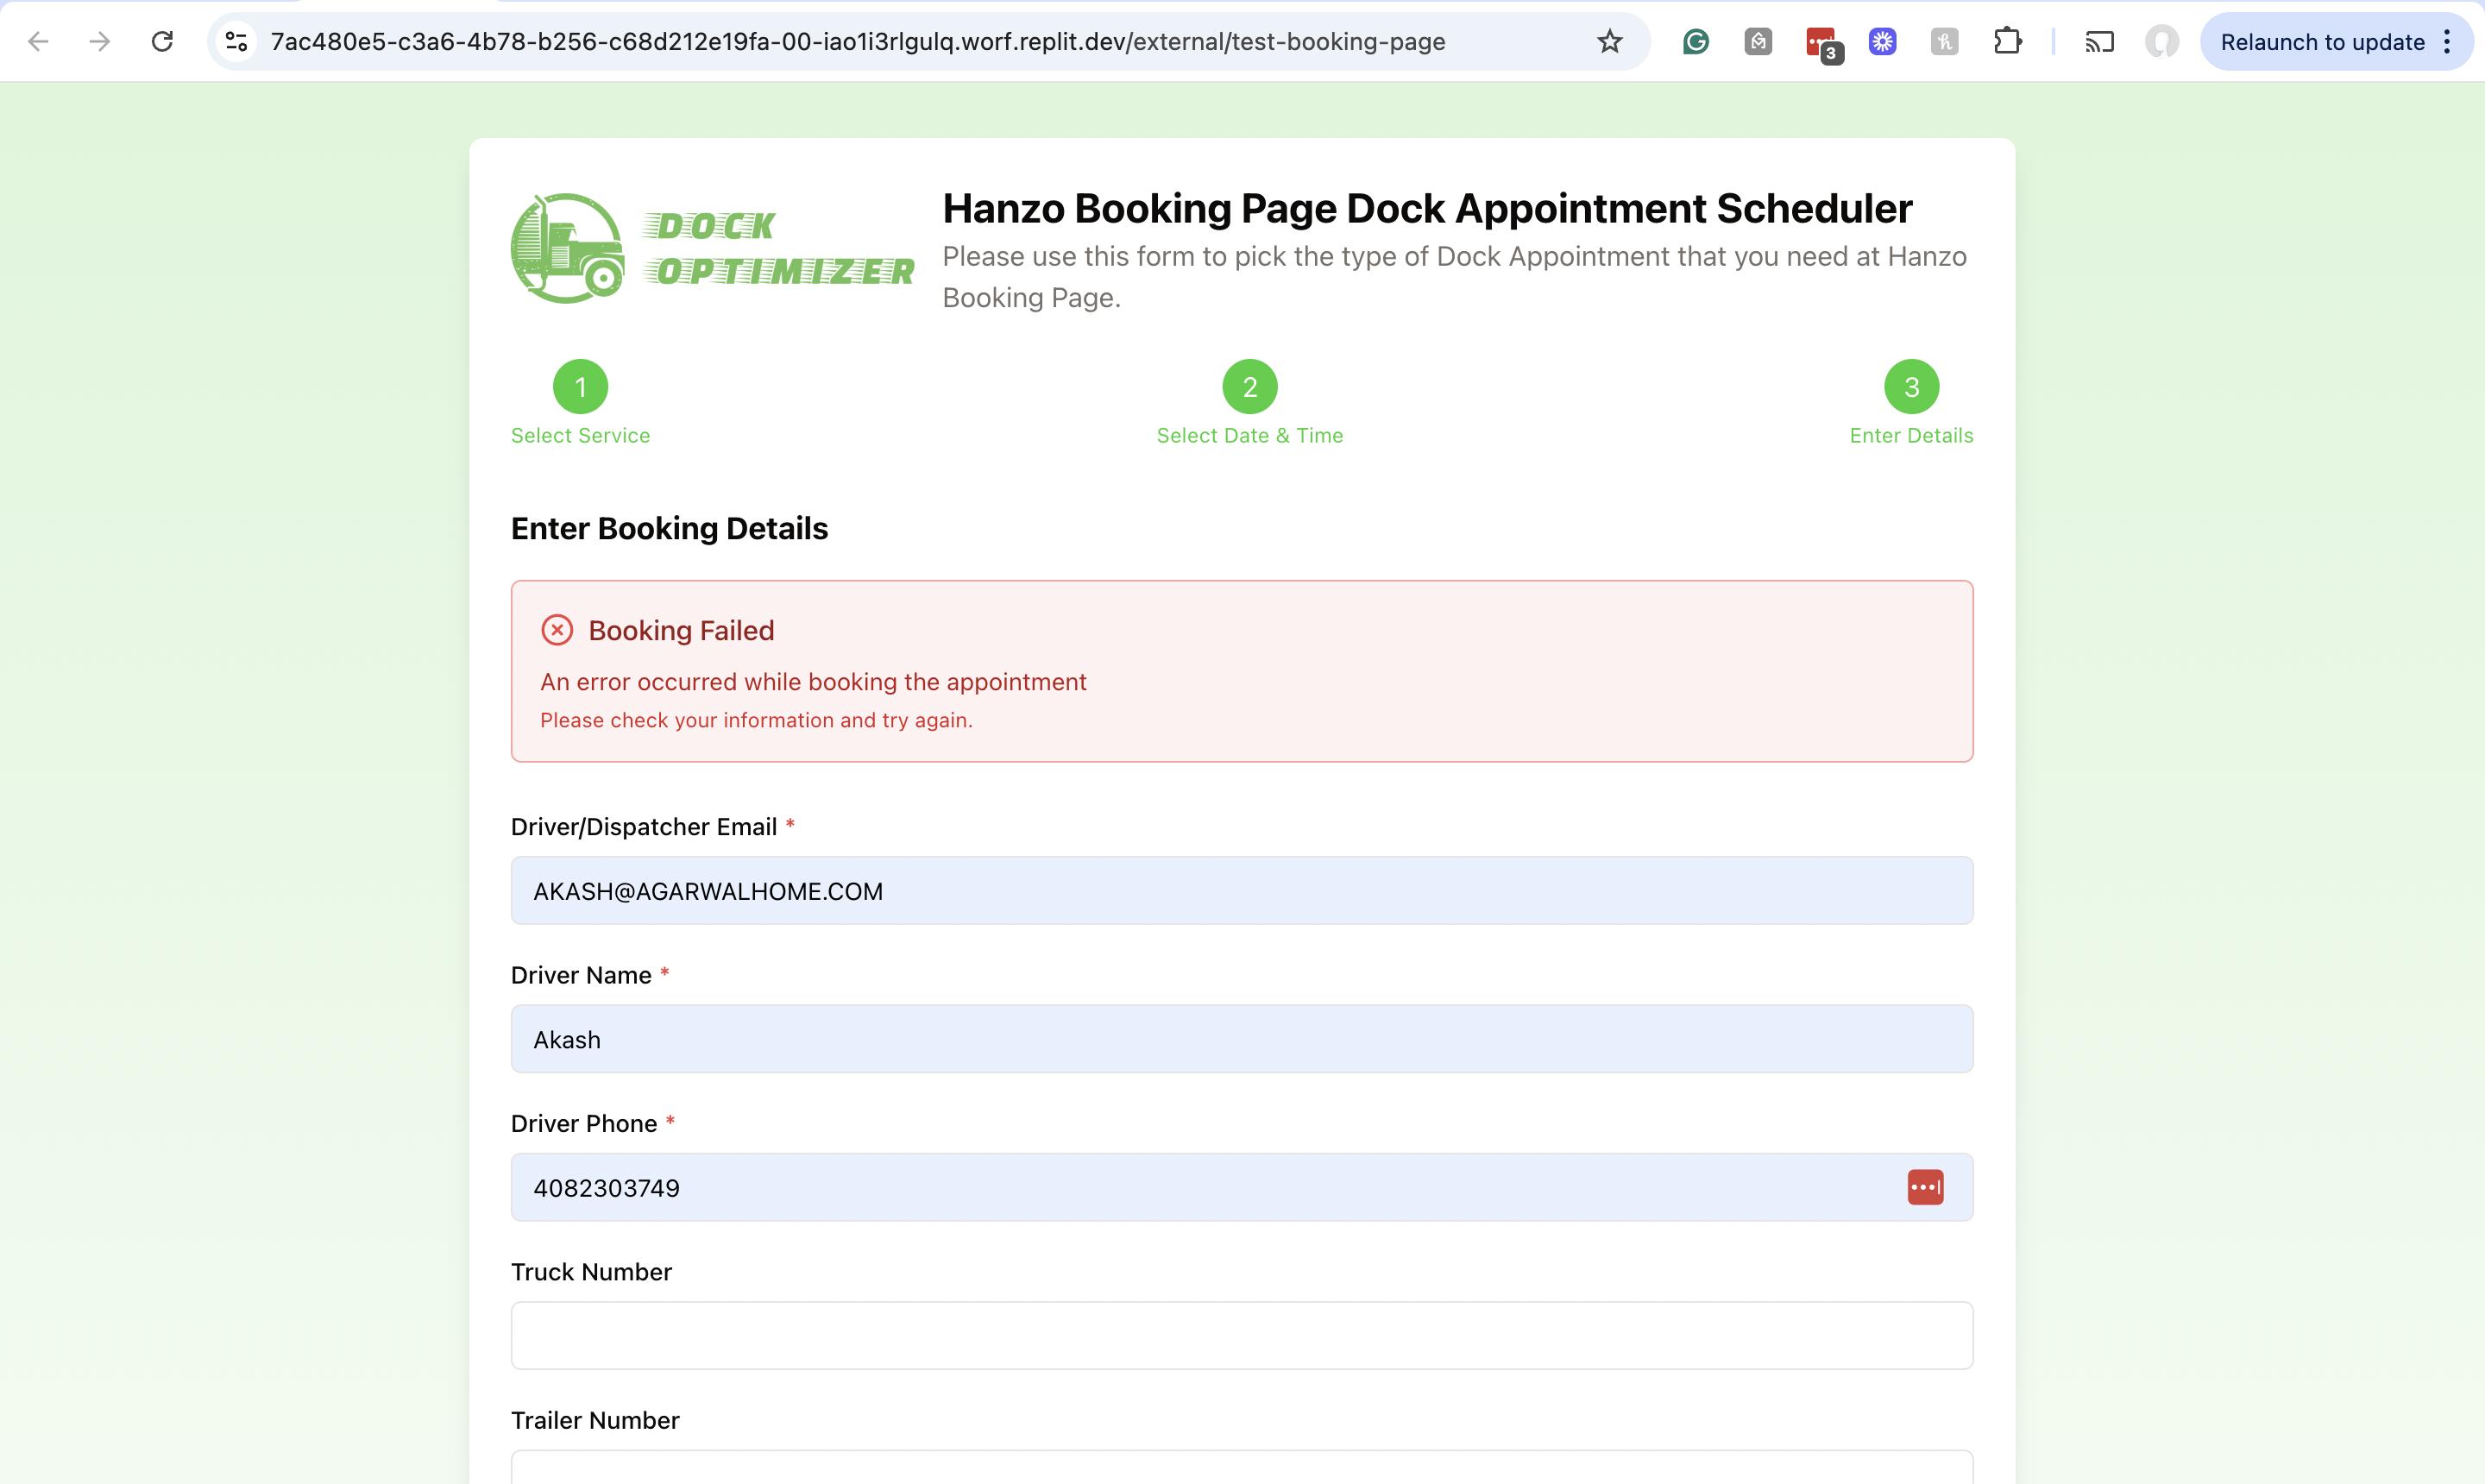 7ac480e5-c3a6-4b78-b256-c68d212e19fa-00-iao1i3rlgulq.worf.replit.dev/external/test-booking-page
3
Relaunch to update
DOCK
OPTIMIZER
Hanzo Booking Page Dock Appointment Scheduler
Please use this form to pick the type of Dock Appointment that you need at Hanzo
Booking Page.
1
2
3
Select Service
Select Date & Time
Enter Details
Enter Booking Details
Booking Failed
An error occurred while booking the appointment
Please check your information and try again.
Driver/Dispatcher Email *
AKASH@AGARWALHOME.COM
Driver Name *
Akash
Driver Phone *
4082303749
Truck Number
Trailer Number